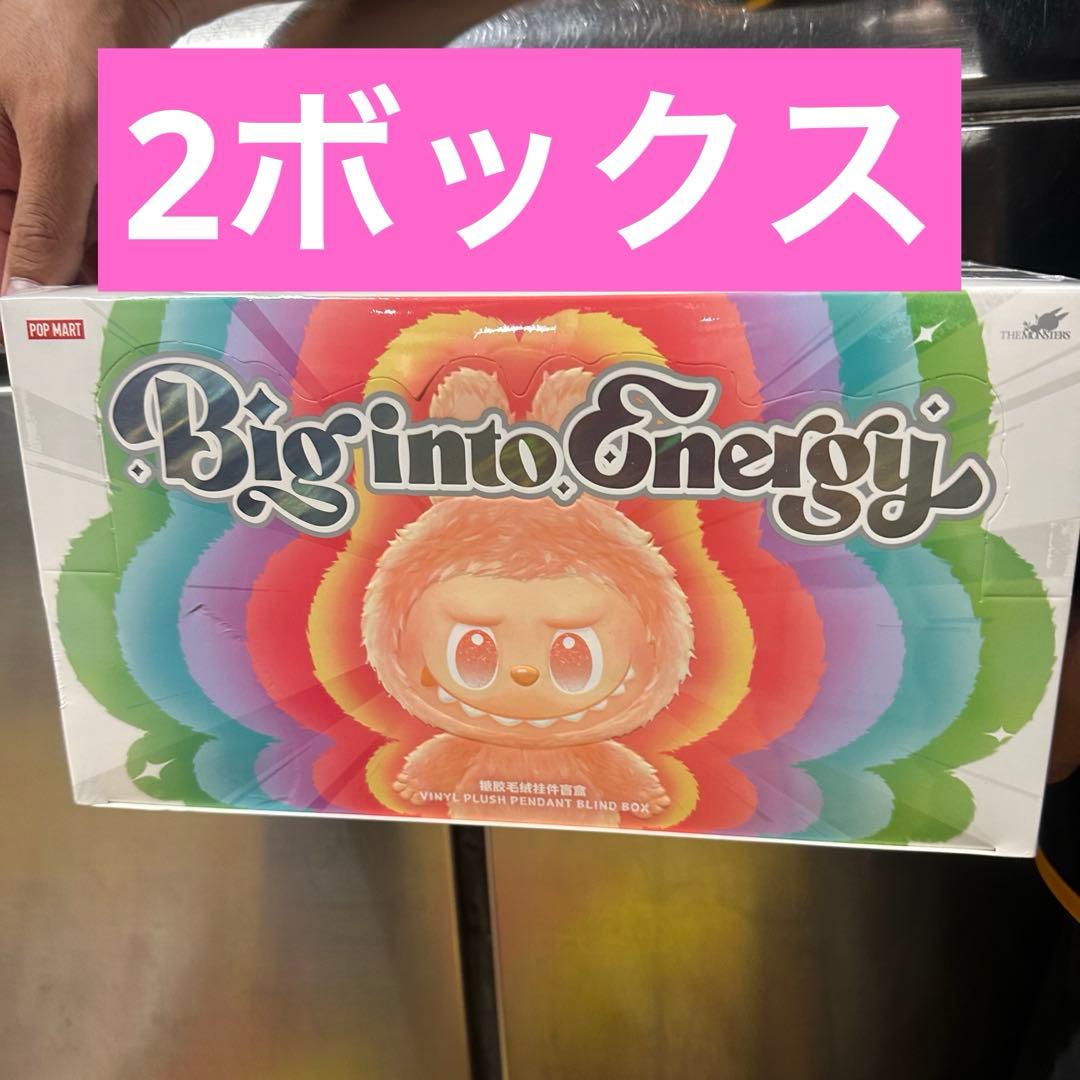 2ボックス
POP MART
THE MONSTERS
Big into Energy
糖胶毛绒挂件盲盒
VINYL PLUSH PENDANT BLIND BOX